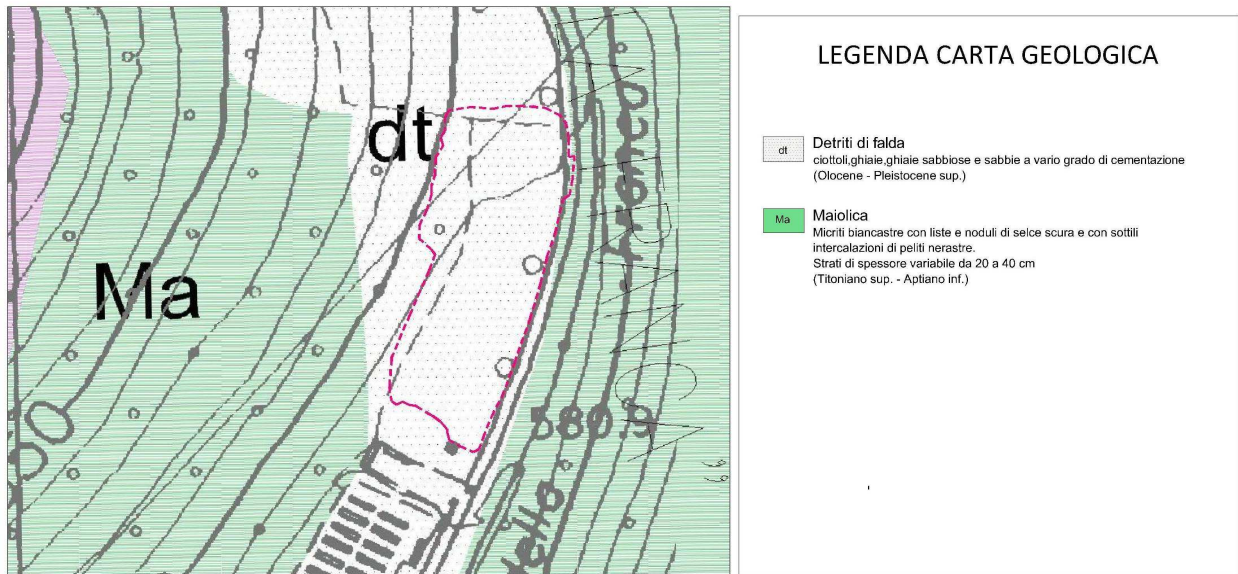 dt
Ma
580.9
LEGENDA CARTA GEOLOGICA
dt
Detriti di falda
ciottoli,ghiaie,ghiaie sabbiose e sabbie a vario grado di cementazione
(Olocene - Pleistocene sup.)
Ma
Maiolica
Micriti biancastre con liste e noduli di selce scura e con sottili
intercalazioni di peliti nerastre.
Strati di spessore variabile da 20 a 40 cm
(Titoniano sup. - Aptiano inf.)